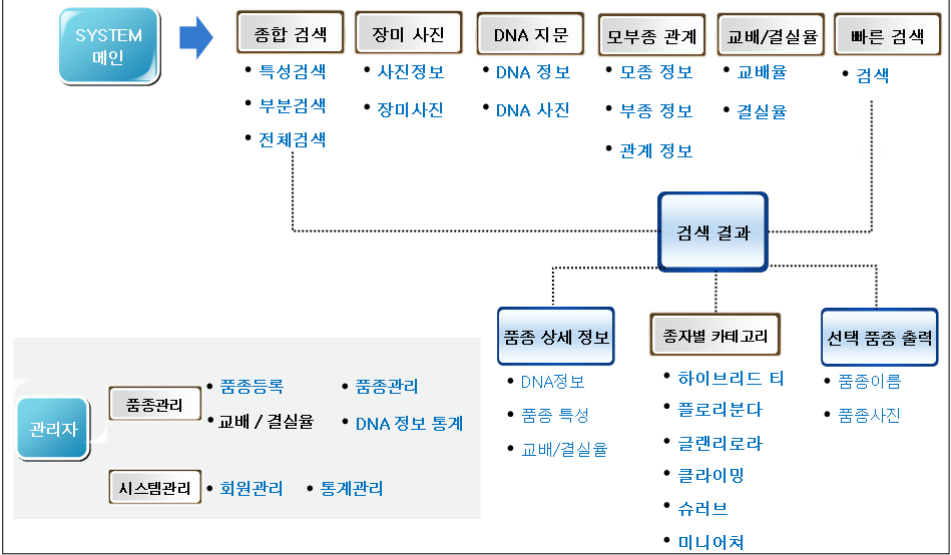 SYSTEM
메인
종합 검색
• 특성검색
• 부분검색
• 전체검색
장미 사진
• 사진정보
• 장미사진
DNA 지문
• DNA 정보
• DNA 사진
모부종 관계
• 모종 정보
• 부종 정보
• 관계 정보
교배/결실율
• 교배율
• 결실율
빠른 검색
• 검색
검색 결과
품종 상세 정보
• DNA정보
• 품종 특성
• 교배/결실율
종자별 카테고리
• 하이브리드 티
• 플로리분다
• 글랜리로라
• 클라이밍
• 슈러브
• 미니어쳐
선택 품종 출력
• 품종이름
• 품종사진
관리자
품종관리
• 품종등록
• 품종관리
• 교배 / 결실율
• DNA 정보 통계
시스템관리
• 회원관리
• 통계관리